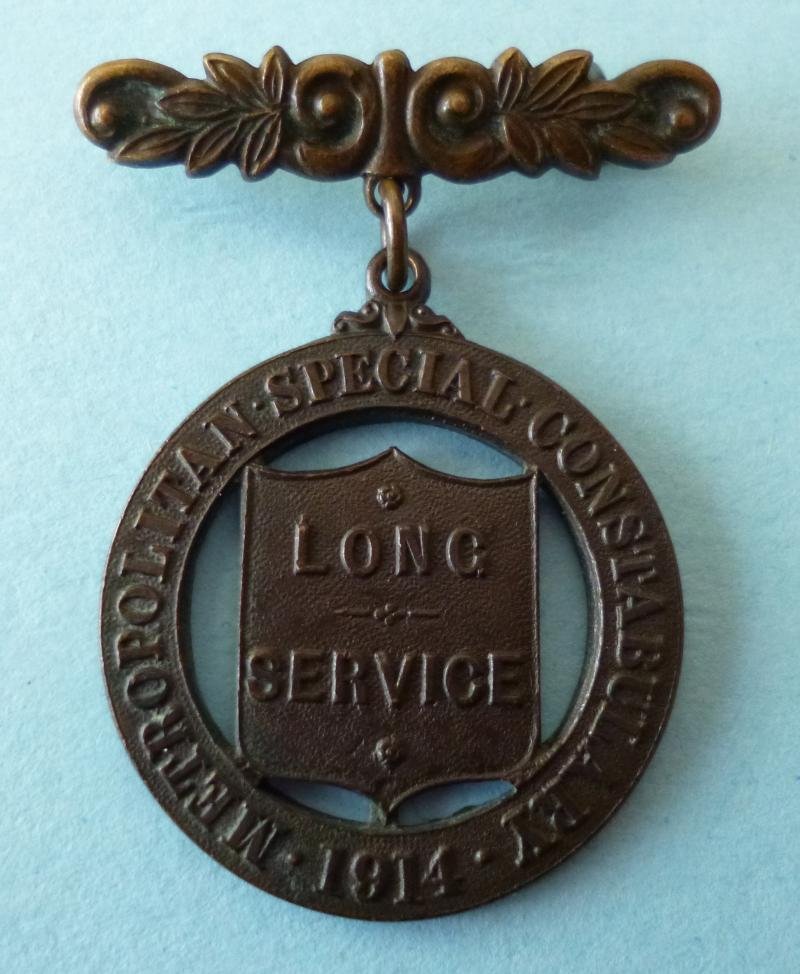 METROPOLITAN · SPECIAL · CONSTABULARY
LONG
SERVICE
· 1914 ·